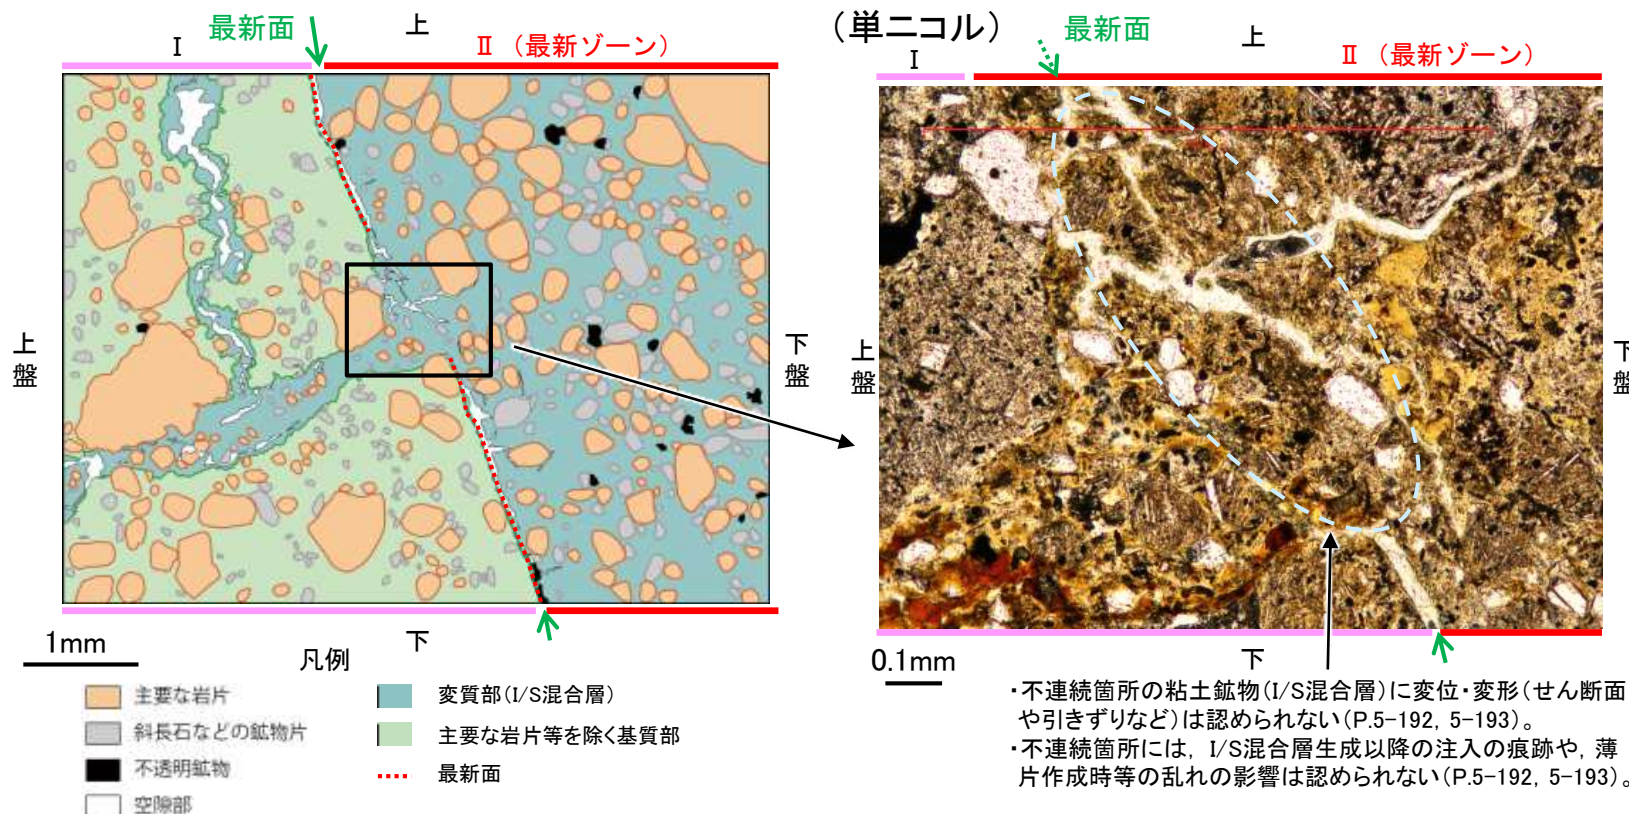 最新面
上
Ⅰ
Ⅱ (最新ゾーン)
上盤
下盤
1mm
下
凡例
主要な岩片
斜長石などの鉱物片
不透明鉱物
空隙部
変質部(I/S混合層)
主要な岩片等を除く基質部
最新面
(単ニコル)
最新面
上
Ⅰ
Ⅱ (最新ゾーン)
上盤
下盤
0.1mm
下
・不連続箇所の粘土鉱物(I/S混合層)に変位・変形(せん断面
や引きずりなど)は認められない(P.5-192, 5-193)。
・不連続箇所には, I/S混合層生成以降の注入の痕跡や, 薄
片作成時等の乱れの影響は認められない(P.5-192, 5-193)。